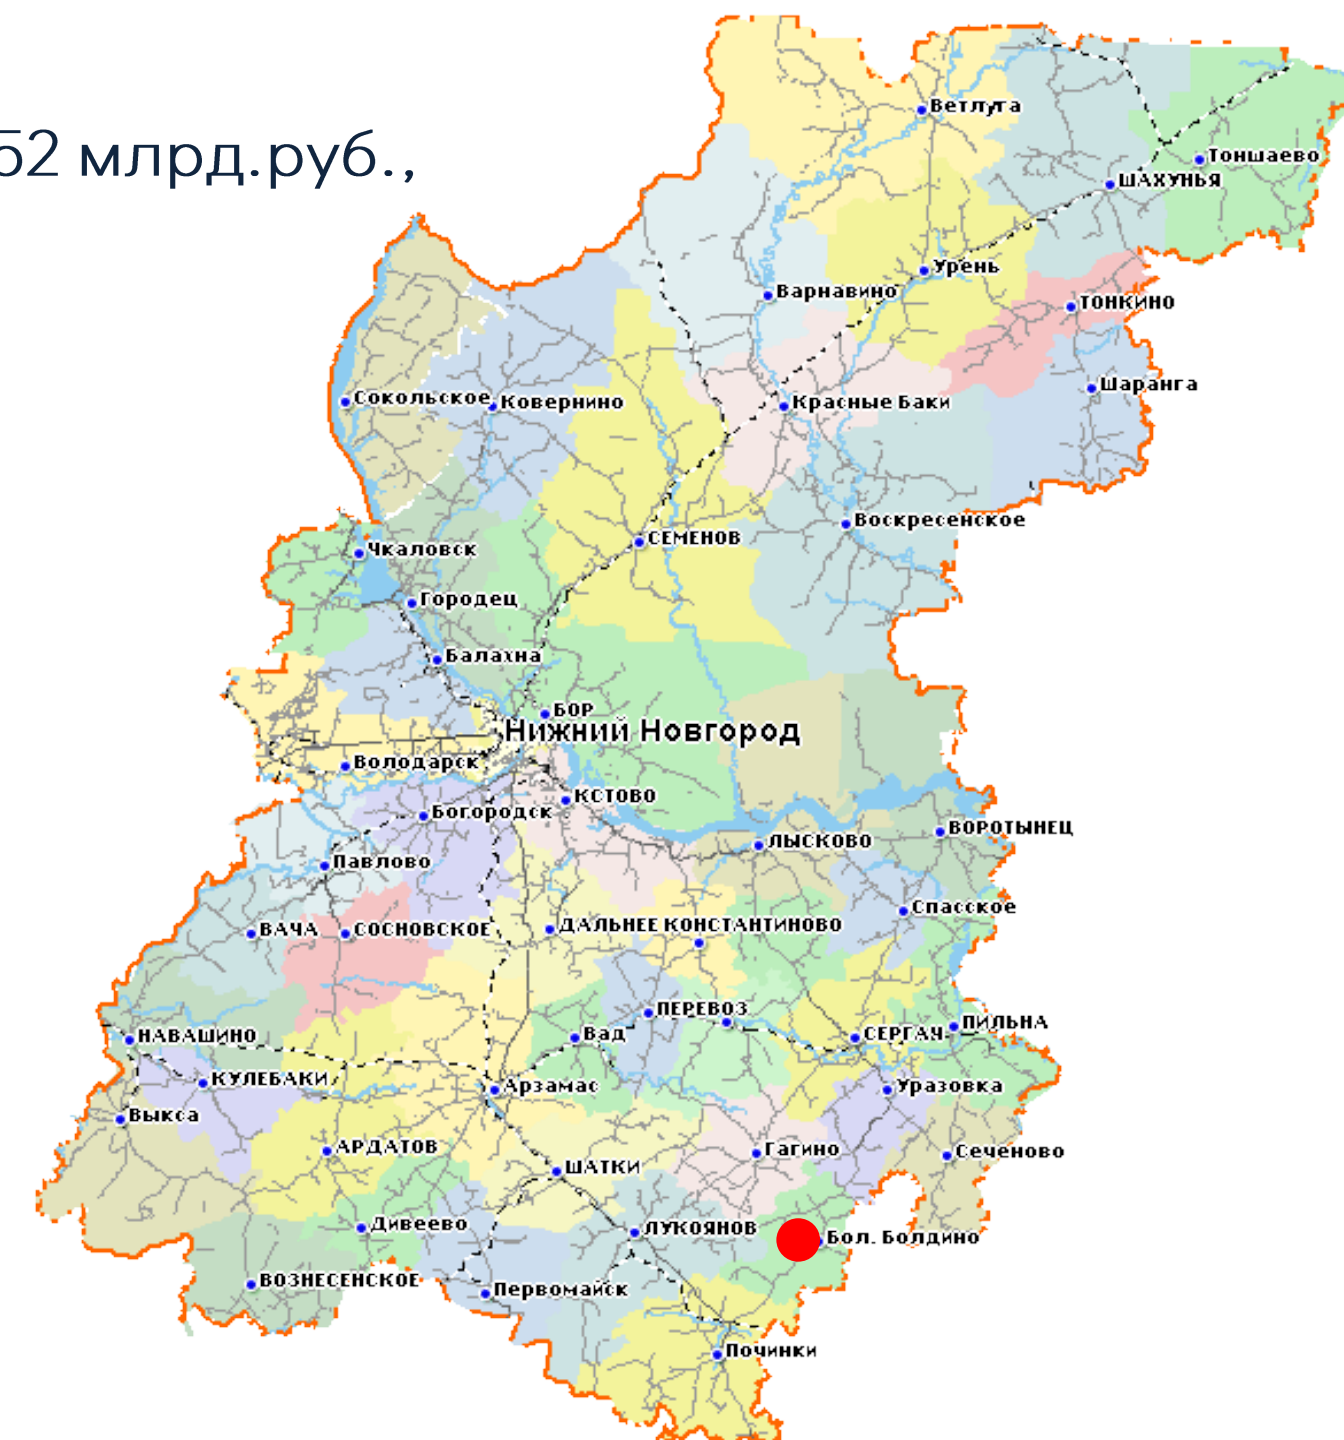 52 млрд.руб.,
Ветлуга
Тоншаево
ШАХУНЬЯ
Урень
Варнавино
ТОНКИНО
Шаранга
Сокольское
Ковернино
Красные Баки
Воскресенское
СЕМЕНОВ
Чкаловск
Городец
Балахна
БОР
Нижний Новгород
Володарск
КСТОВО
Богородск
ВОРОТЫНЕЦ
ЛЫСКОВО
Павлово
Спасское
ВАЧА
СОСНОВСКОЕ
ДАЛЬНЕЕ КОНСТАНТИНОВО
ПЕРЕВОЗ
ПИЛЬНА
НАВАШИНО
Вад
СЕРГАЧ
КУЛЕБАКИ
Арзамас
Уразовка
Выкса
АРДАТОВ
Гагино
Сеченово
ШАТКИ
Дивеево
ЛУКОЯНОВ
Бол. Болдино
ВОЗНЕСЕНСКОЕ
Первомайск
Починки